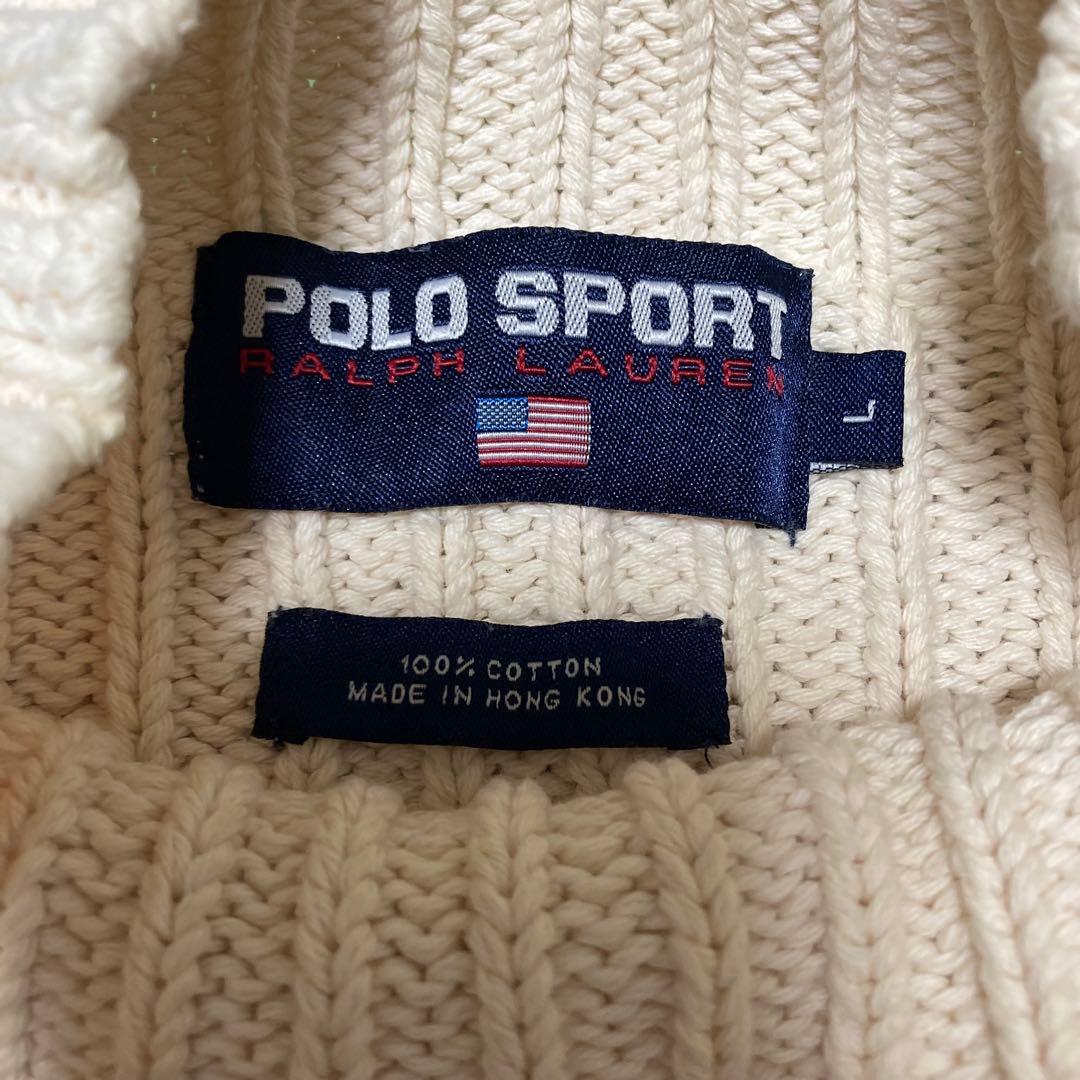 POLO SPORT
RALPH LAUREN
L
100% COTTON
MADE IN HONG KONG